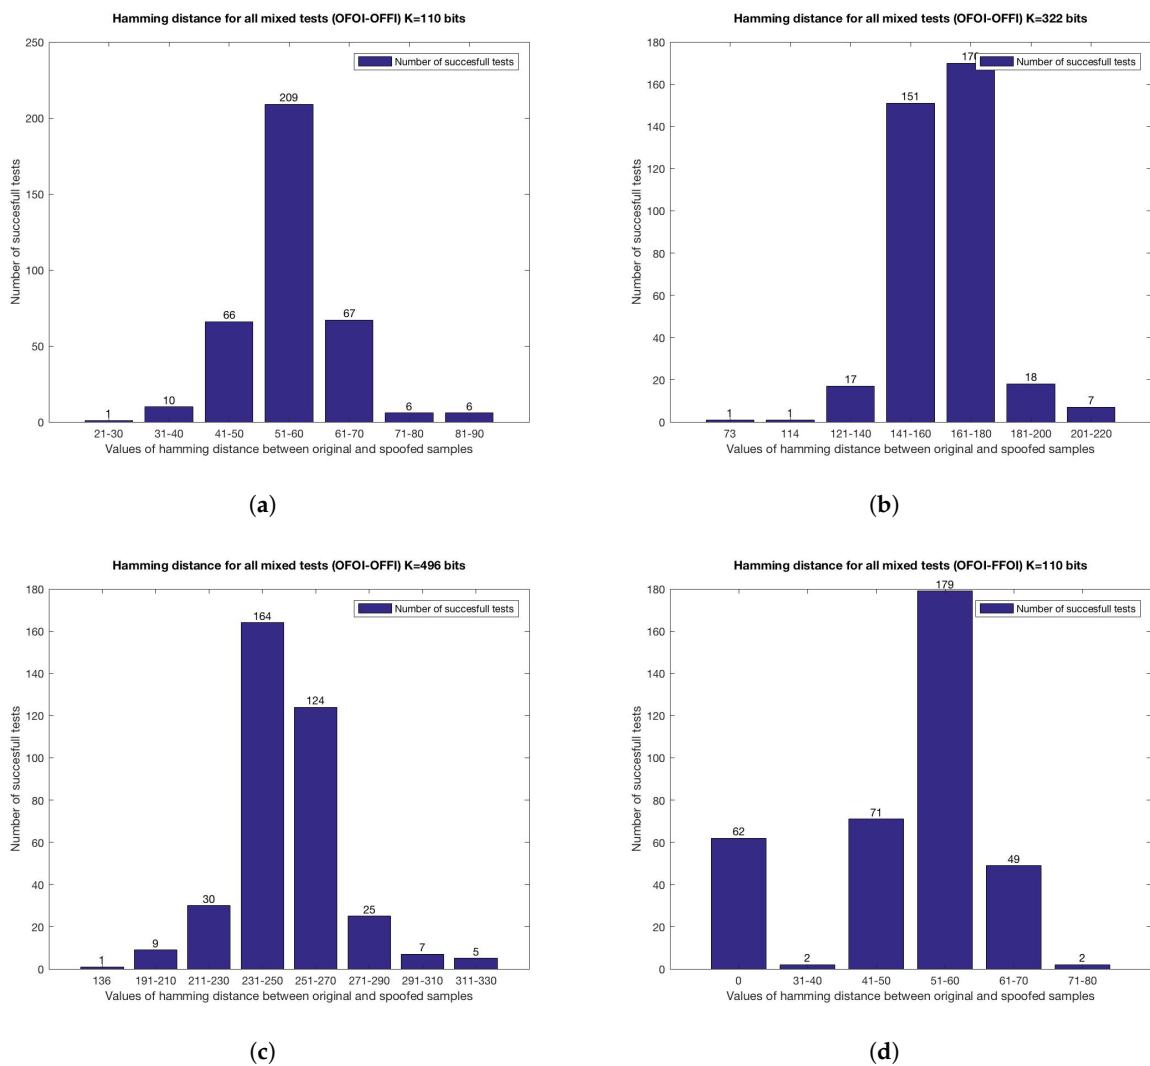 Hamming distance for all mixed tests (OFOI-OFFI) K=110 bits
Number of succesfull tests
250
200
150
100
50
0
Number of succesfull tests
1
10
66
209
67
6
6
21-30 31-40 41-50 51-60 61-70 71-80 81-90
Values of hamming distance between original and spoofed samples
(a)
Hamming distance for all mixed tests (OFOI-OFFI) K=322 bits
Number of succesfull tests
180
160
140
120
100
80
60
40
20
0
Number of succesfull tests
1
1
17
151
170
18
7
73 114 121-140 141-160 161-180 181-200 201-220
Values of hamming distance between original and spoofed samples
(b)
Hamming distance for all mixed tests (OFOI-OFFI) K=496 bits
Number of succesfull tests
180
160
140
120
100
80
60
40
20
0
Number of succesfull tests
1
9
30
164
124
25
7
5
136 191-210 211-230 231-250 251-270 271-290 291-310 311-330
Values of hamming distance between original and spoofed samples
(c)
Hamming distance for all mixed tests (OFOI-FFOI) K=110 bits
Number of succesfull tests
180
160
140
120
100
80
60
40
20
0
Number of succesfull tests
62
2
71
179
49
2
0 31-40 41-50 51-60 61-70 71-80
Values of hamming distance between original and spoofed samples
(d)